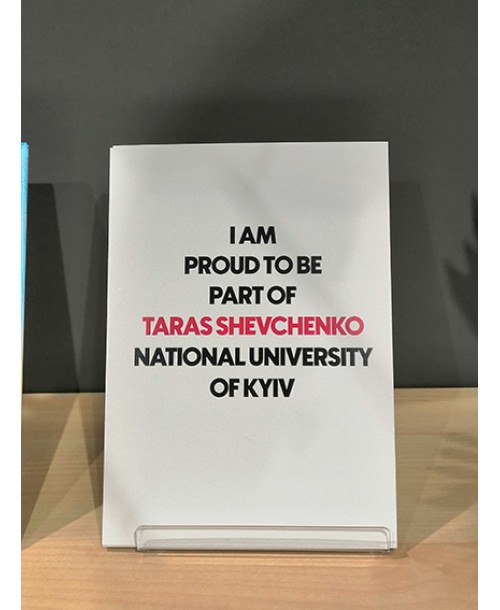 I AM
PROUD TO BE
PART OF
TARAS SHEVCHENKO
NATIONAL UNIVERSITY
OF KYIV